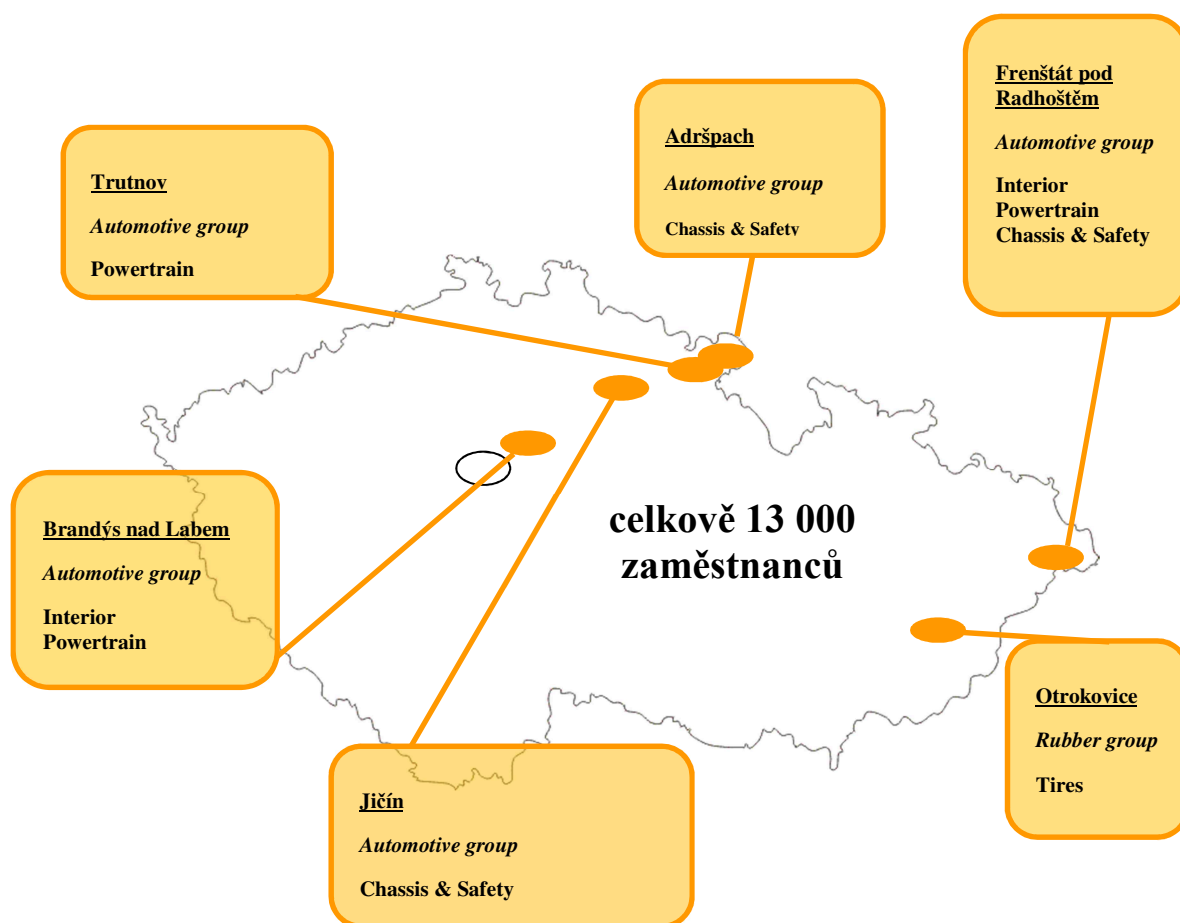 Frenštát pod
Radhoštěm
Automotive group
Interior
Powertrain
Chassis & Safety
Adršpach
Automotive group
Chassis & Safety
Trutnov
Automotive group
Powertrain
Brandýs nad Labem
Automotive group
Interior
Powertrain
celkově 13 000
zaměstnanců
Otrokovice
Rubber group
Tires
Jičín
Automotive group
Chassis & Safety